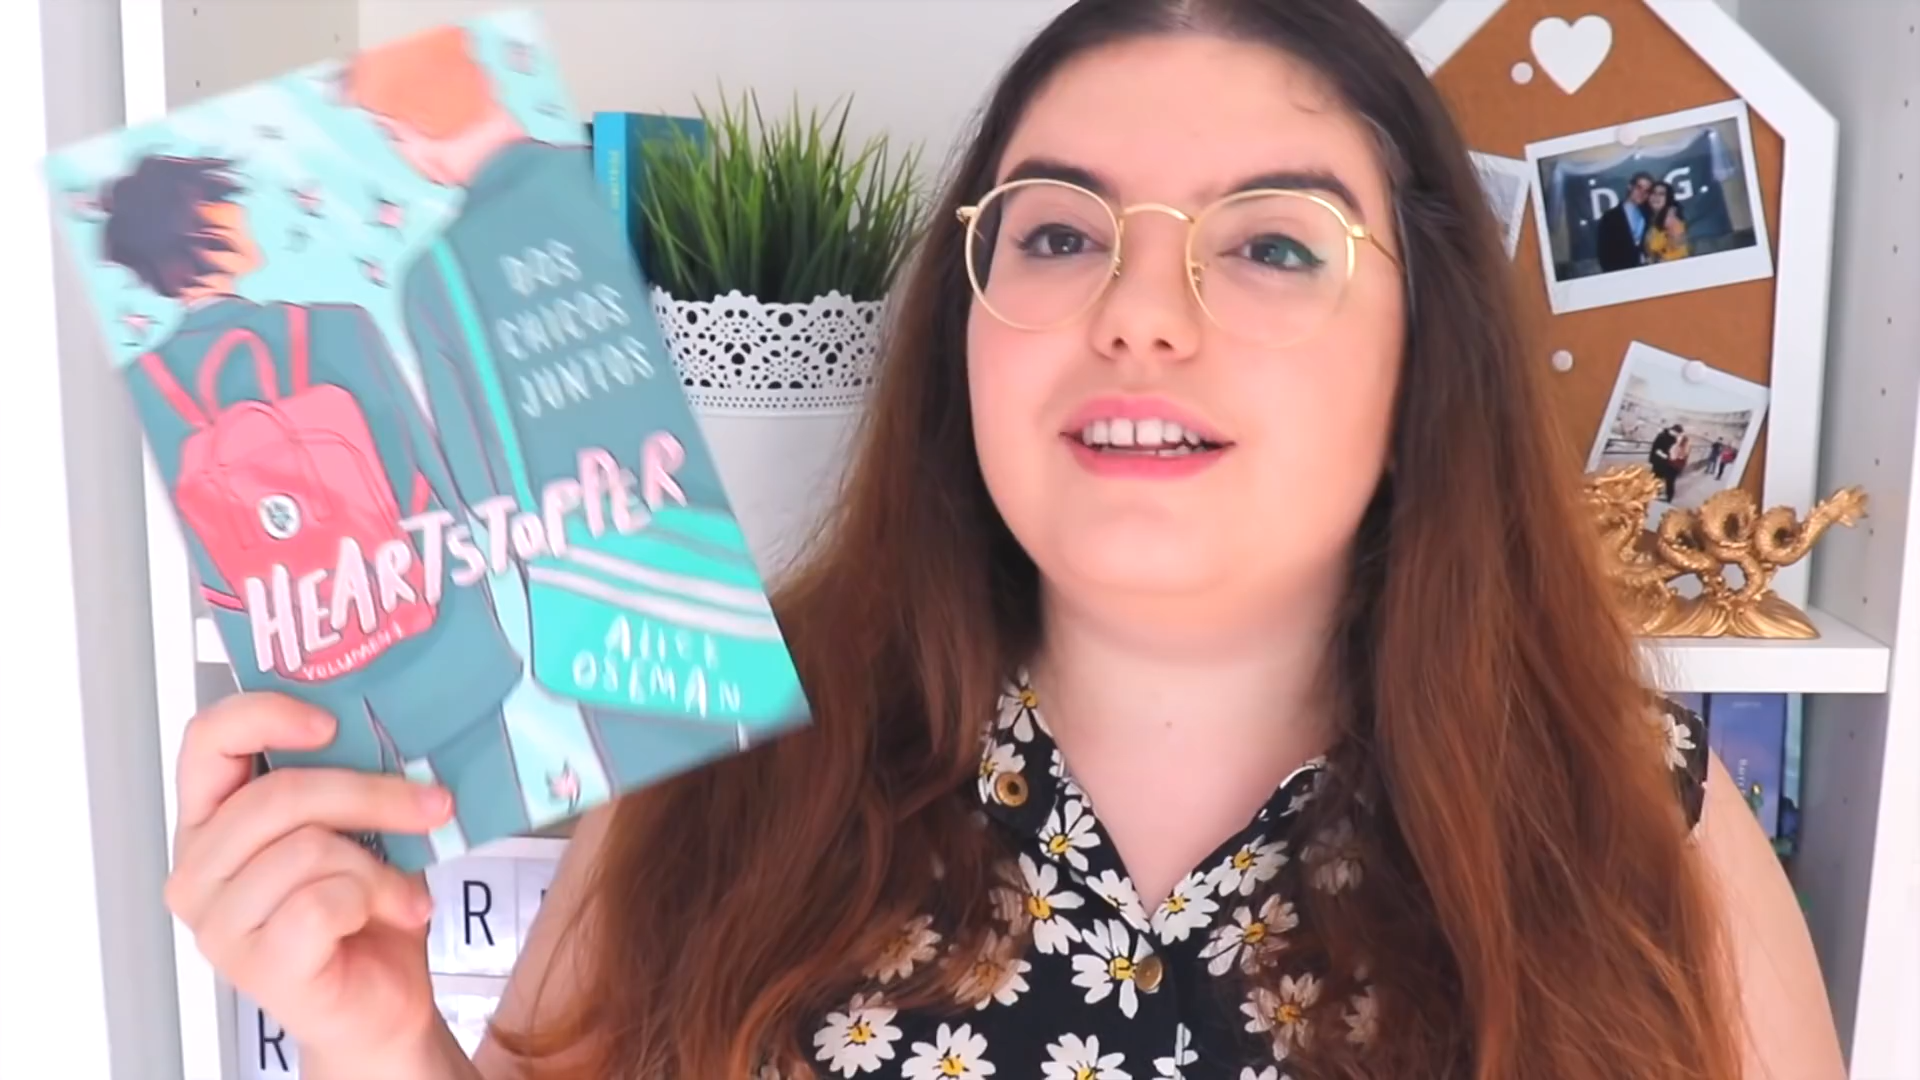 DOS
CHICOS
JUNTOS
HEARTSTOPPER
VOLUMEN 1
ALICE
OSEMAN
R
R